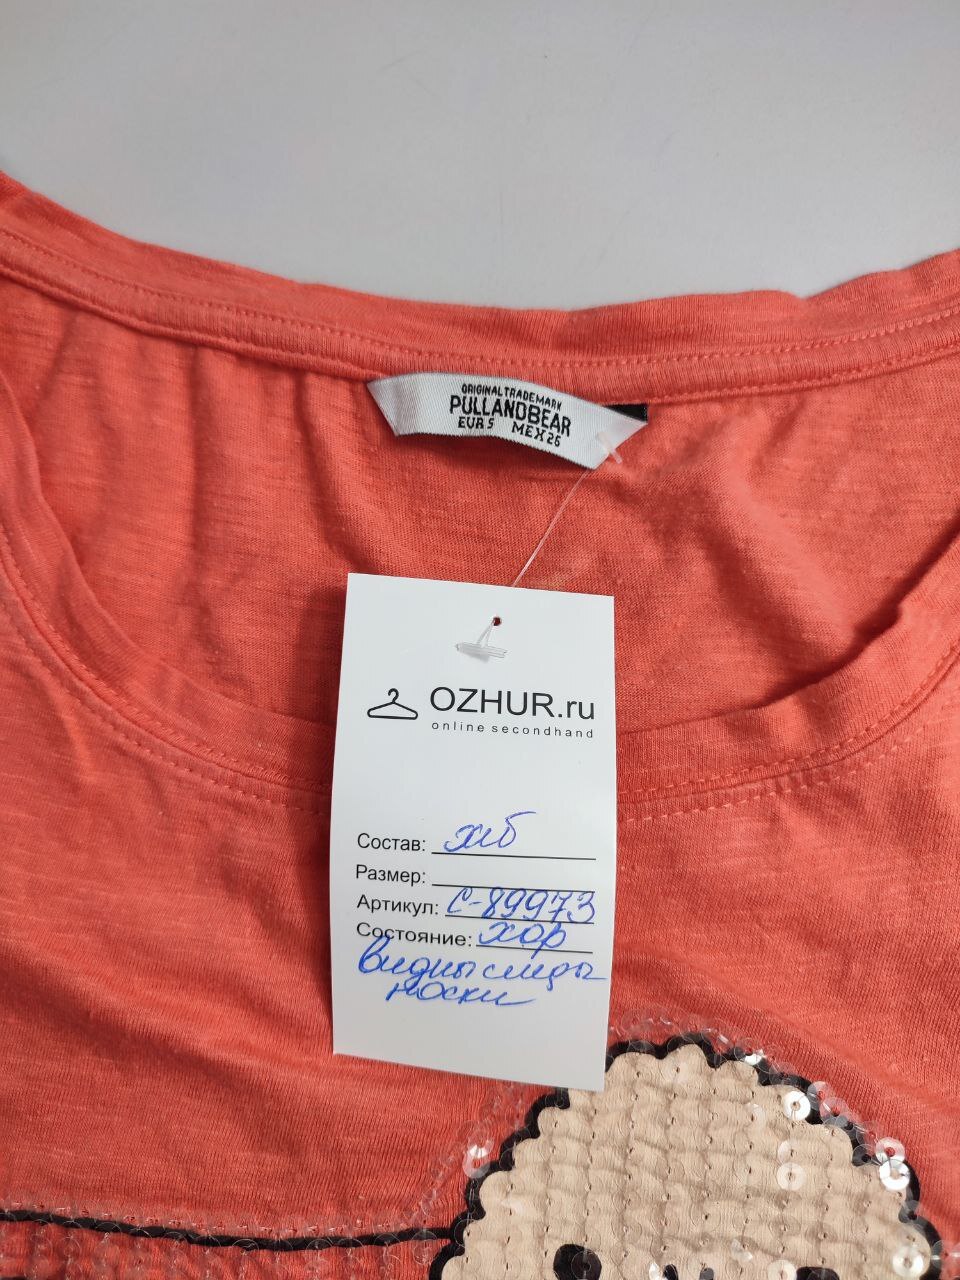 ORIGINAL TRADEMARK
PULLANDBEAR
EUR S MEX 26
OZHUR.ru
online secondhand
Состав: хб
Размер:
Артикул: С-89973
Состояние: хор
видны следы
носки